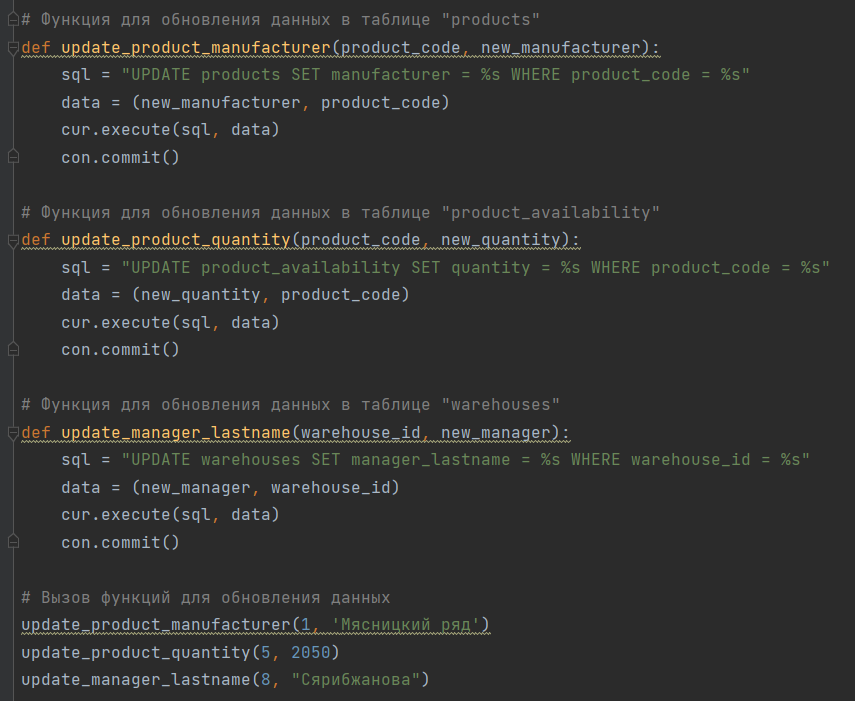 # Функция для обновления данных в таблице "products"
def update_product_manufacturer(product_code, new_manufacturer):
    sql = "UPDATE products SET manufacturer = %s WHERE product_code = %s"
    data = (new_manufacturer, product_code)
    cur.execute(sql, data)
    con.commit()

# Функция для обновления данных в таблице "product_availability"
def update_product_quantity(product_code, new_quantity):
    sql = "UPDATE product_availability SET quantity = %s WHERE product_code = %s"
    data = (new_quantity, product_code)
    cur.execute(sql, data)
    con.commit()

# Функция для обновления данных в таблице "warehouses"
def update_manager_lastname(warehouse_id, new_manager):
    sql = "UPDATE warehouses SET manager_lastname = %s WHERE warehouse_id = %s"
    data = (new_manager, warehouse_id)
    cur.execute(sql, data)
    con.commit()

# Вызов функций для обновления данных
update_product_manufacturer(1, 'Мясницкий ряд')
update_product_quantity(5, 2050)
update_manager_lastname(8, "Сярибжанова")